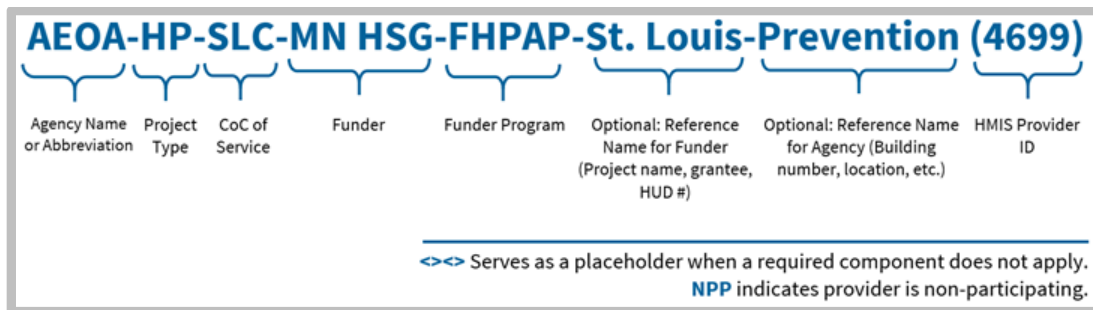 AEOA-HP-SLC-MN HSG-FHPAP-St. Louis-Prevention (4699)
Agency Name
or Abbreviation
Project
Type
CoC of
Service
Funder
Funder Program
Optional: Reference
Name for Funder
(Project name, grantee,
HUD #)
Optional: Reference Name
for Agency (Building
number, location, etc.)
HMIS Provider
ID
<><> Serves as a placeholder when a required component does not apply.
NPP indicates provider is non-participating.